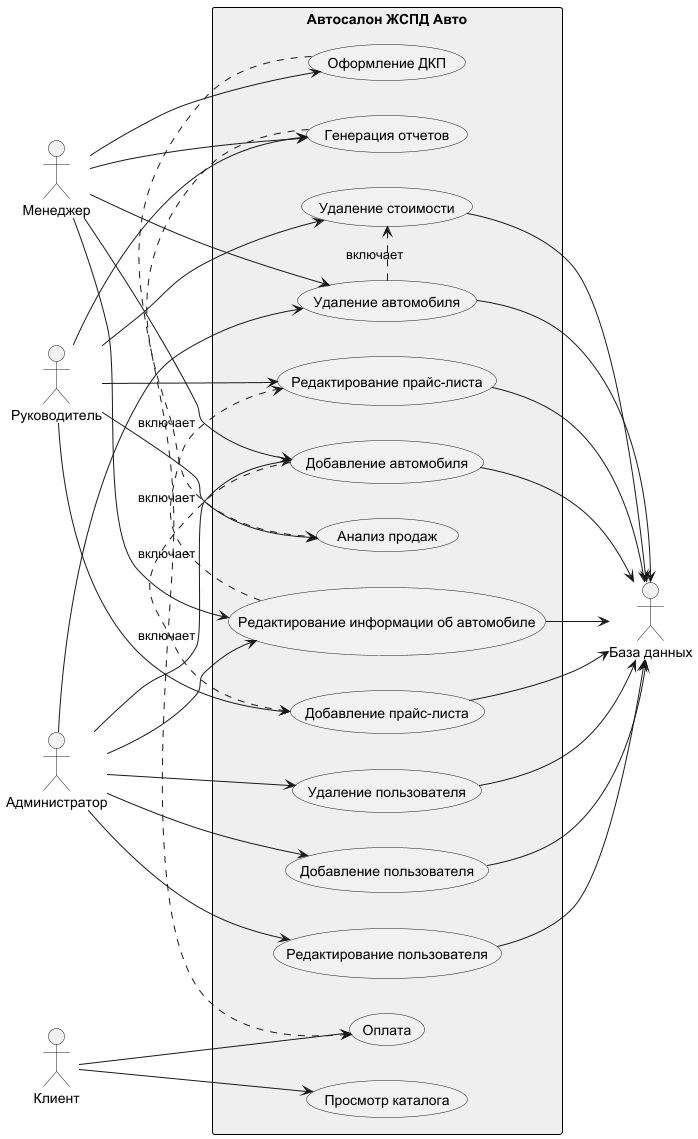 Автосалон ЖСПД Авто
Оформление ДКП
Генерация отчетов
Менеджер
Удаление стоимости
включает
Удаление автомобиля
Редактирование прайс-листа
Руководитель
включает
Добавление автомобиля
включает
Анализ продаж
включает
База данных
Редактирование информации об автомобиле
включает
Добавление прайс-листа
Удаление пользователя
Администратор
Добавление пользователя
Редактирование пользователя
Оплата
Клиент
Просмотр каталога